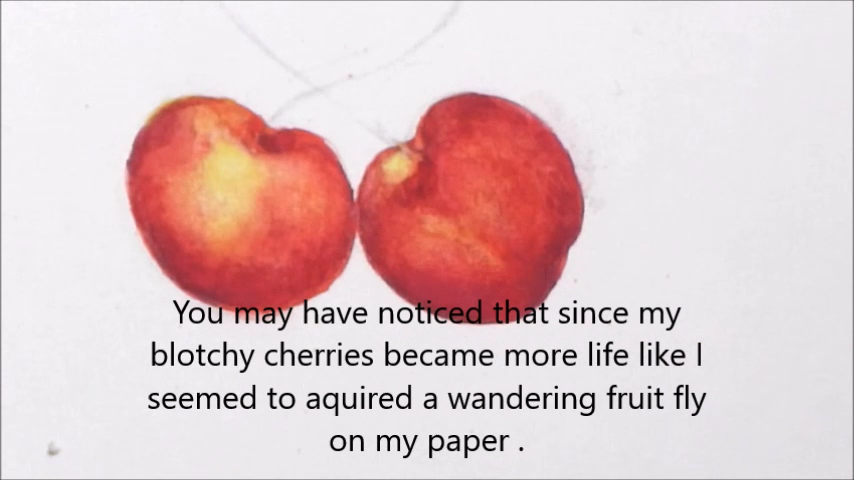 You may have noticed that since my
blotchy cherries became more life like I
seemed to aquired a wandering fruit fly
on my paper .